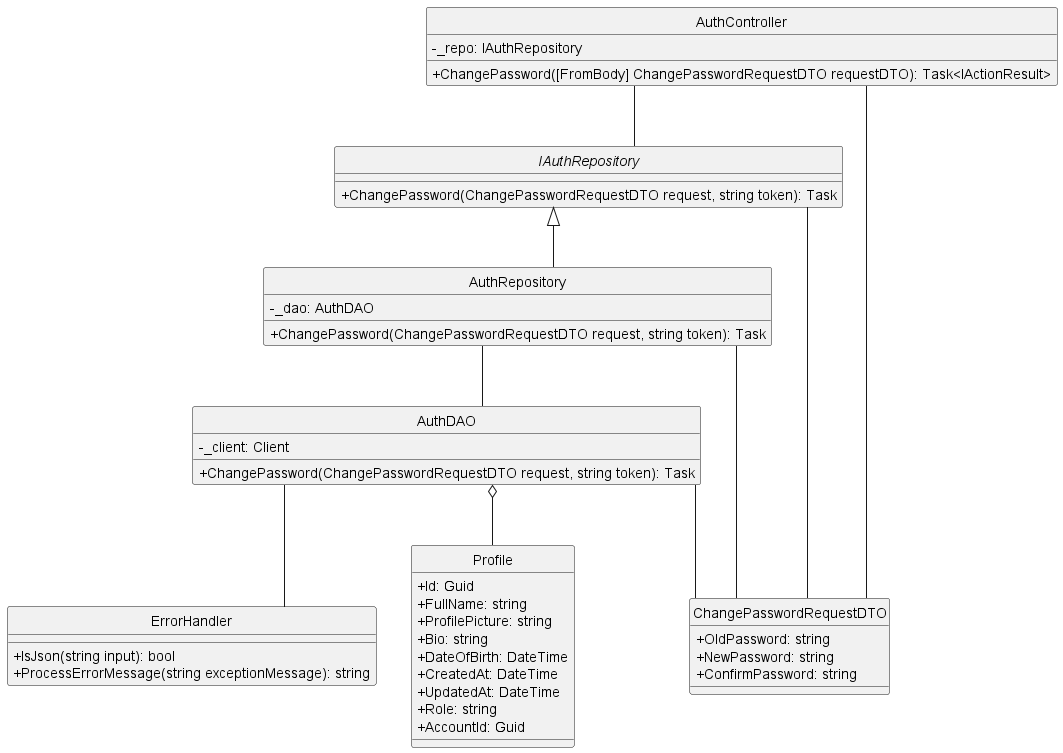 AuthController
-_repo: IAuthRepository
+ChangePassword([FromBody] ChangePasswordRequestDTO requestDTO): Task<IActionResult>
IAuthRepository
+ChangePassword(ChangePasswordRequestDTO request, string token): Task
AuthRepository
-_dao: AuthDAO
+ChangePassword(ChangePasswordRequestDTO request, string token): Task
AuthDAO
-_client: Client
+ChangePassword(ChangePasswordRequestDTO request, string token): Task
ErrorHandler
+IsJson(string input): bool
+ProcessErrorMessage(string exceptionMessage): string
Profile
+Id: Guid
+FullName: string
+ProfilePicture: string
+Bio: string
+DateOfBirth: DateTime
+CreatedAt: DateTime
+UpdatedAt: DateTime
+Role: string
+AccountId: Guid
ChangePasswordRequestDTO
+OldPassword: string
+NewPassword: string
+ConfirmPassword: string